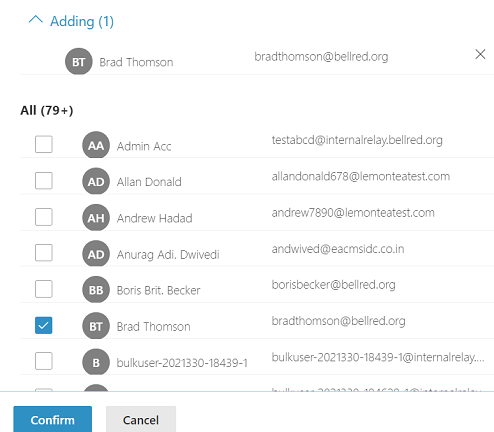 Adding (1)
BT Brad Thomson bradthomson@bellred.org
All (79+)
AA Admin Acc testabcd@internalrelay.bellred.org
AD Allan Donald allandonald678@lemonteatest.com
AH Andrew Hadad andrew7890@lemonteatest.com
AD Anurag Adi. Dwivedi andwived@eacmsidc.co.in
BB Boris Brit. Becker borisbecker@bellred.org
BT Brad Thomson bradthomson@bellred.org
B bulkuser-2021330-18439-1 bulkuser-2021330-18439-1@internalrelay....
Confirm Cancel